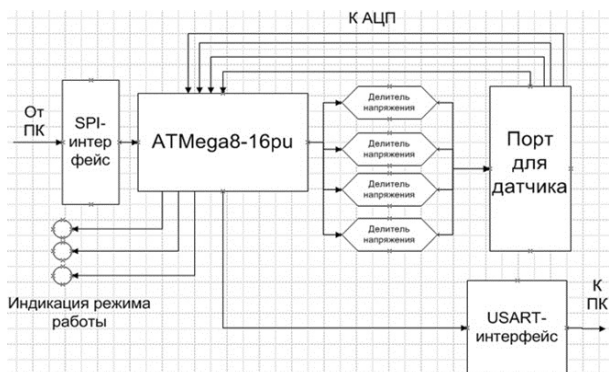 К АЦП
От
ПК
SPI-
интер
фейс
ATMega8-16pu
Делитель
напряжения
Делитель
напряжения
Делитель
напряжения
Делитель
напряжения
Порт
для
датчика
Индикация режима
работы
USART-
интерфейс
К
ПК